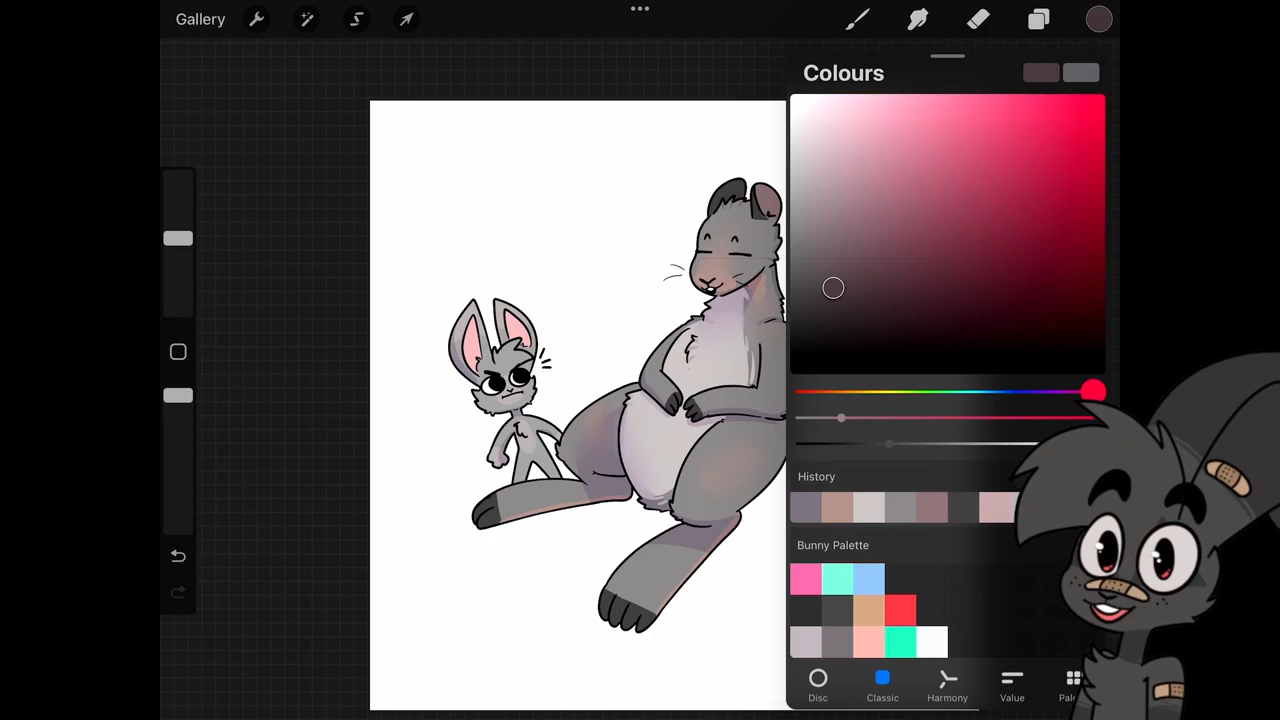 Gallery
Colours
History
Bunny Palette
Disc
Classic
Harmony
Value